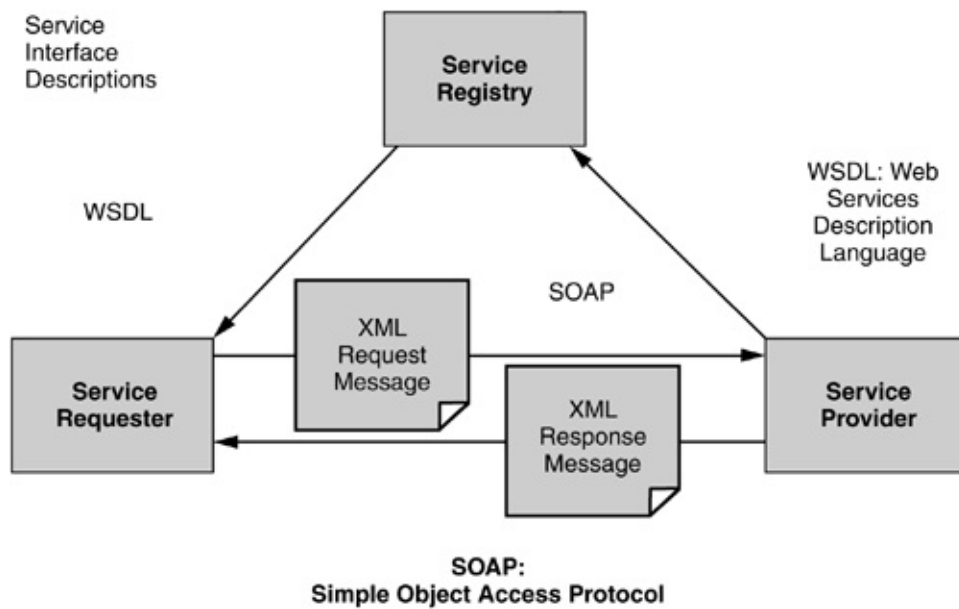 Service
Interface
Descriptions
Service
Registry
WSDL
WSDL: Web
Services
Description
Language
SOAP
XML
Request
Message
Service
Requester
XML
Response
Message
Service
Provider
SOAP:
Simple Object Access Protocol